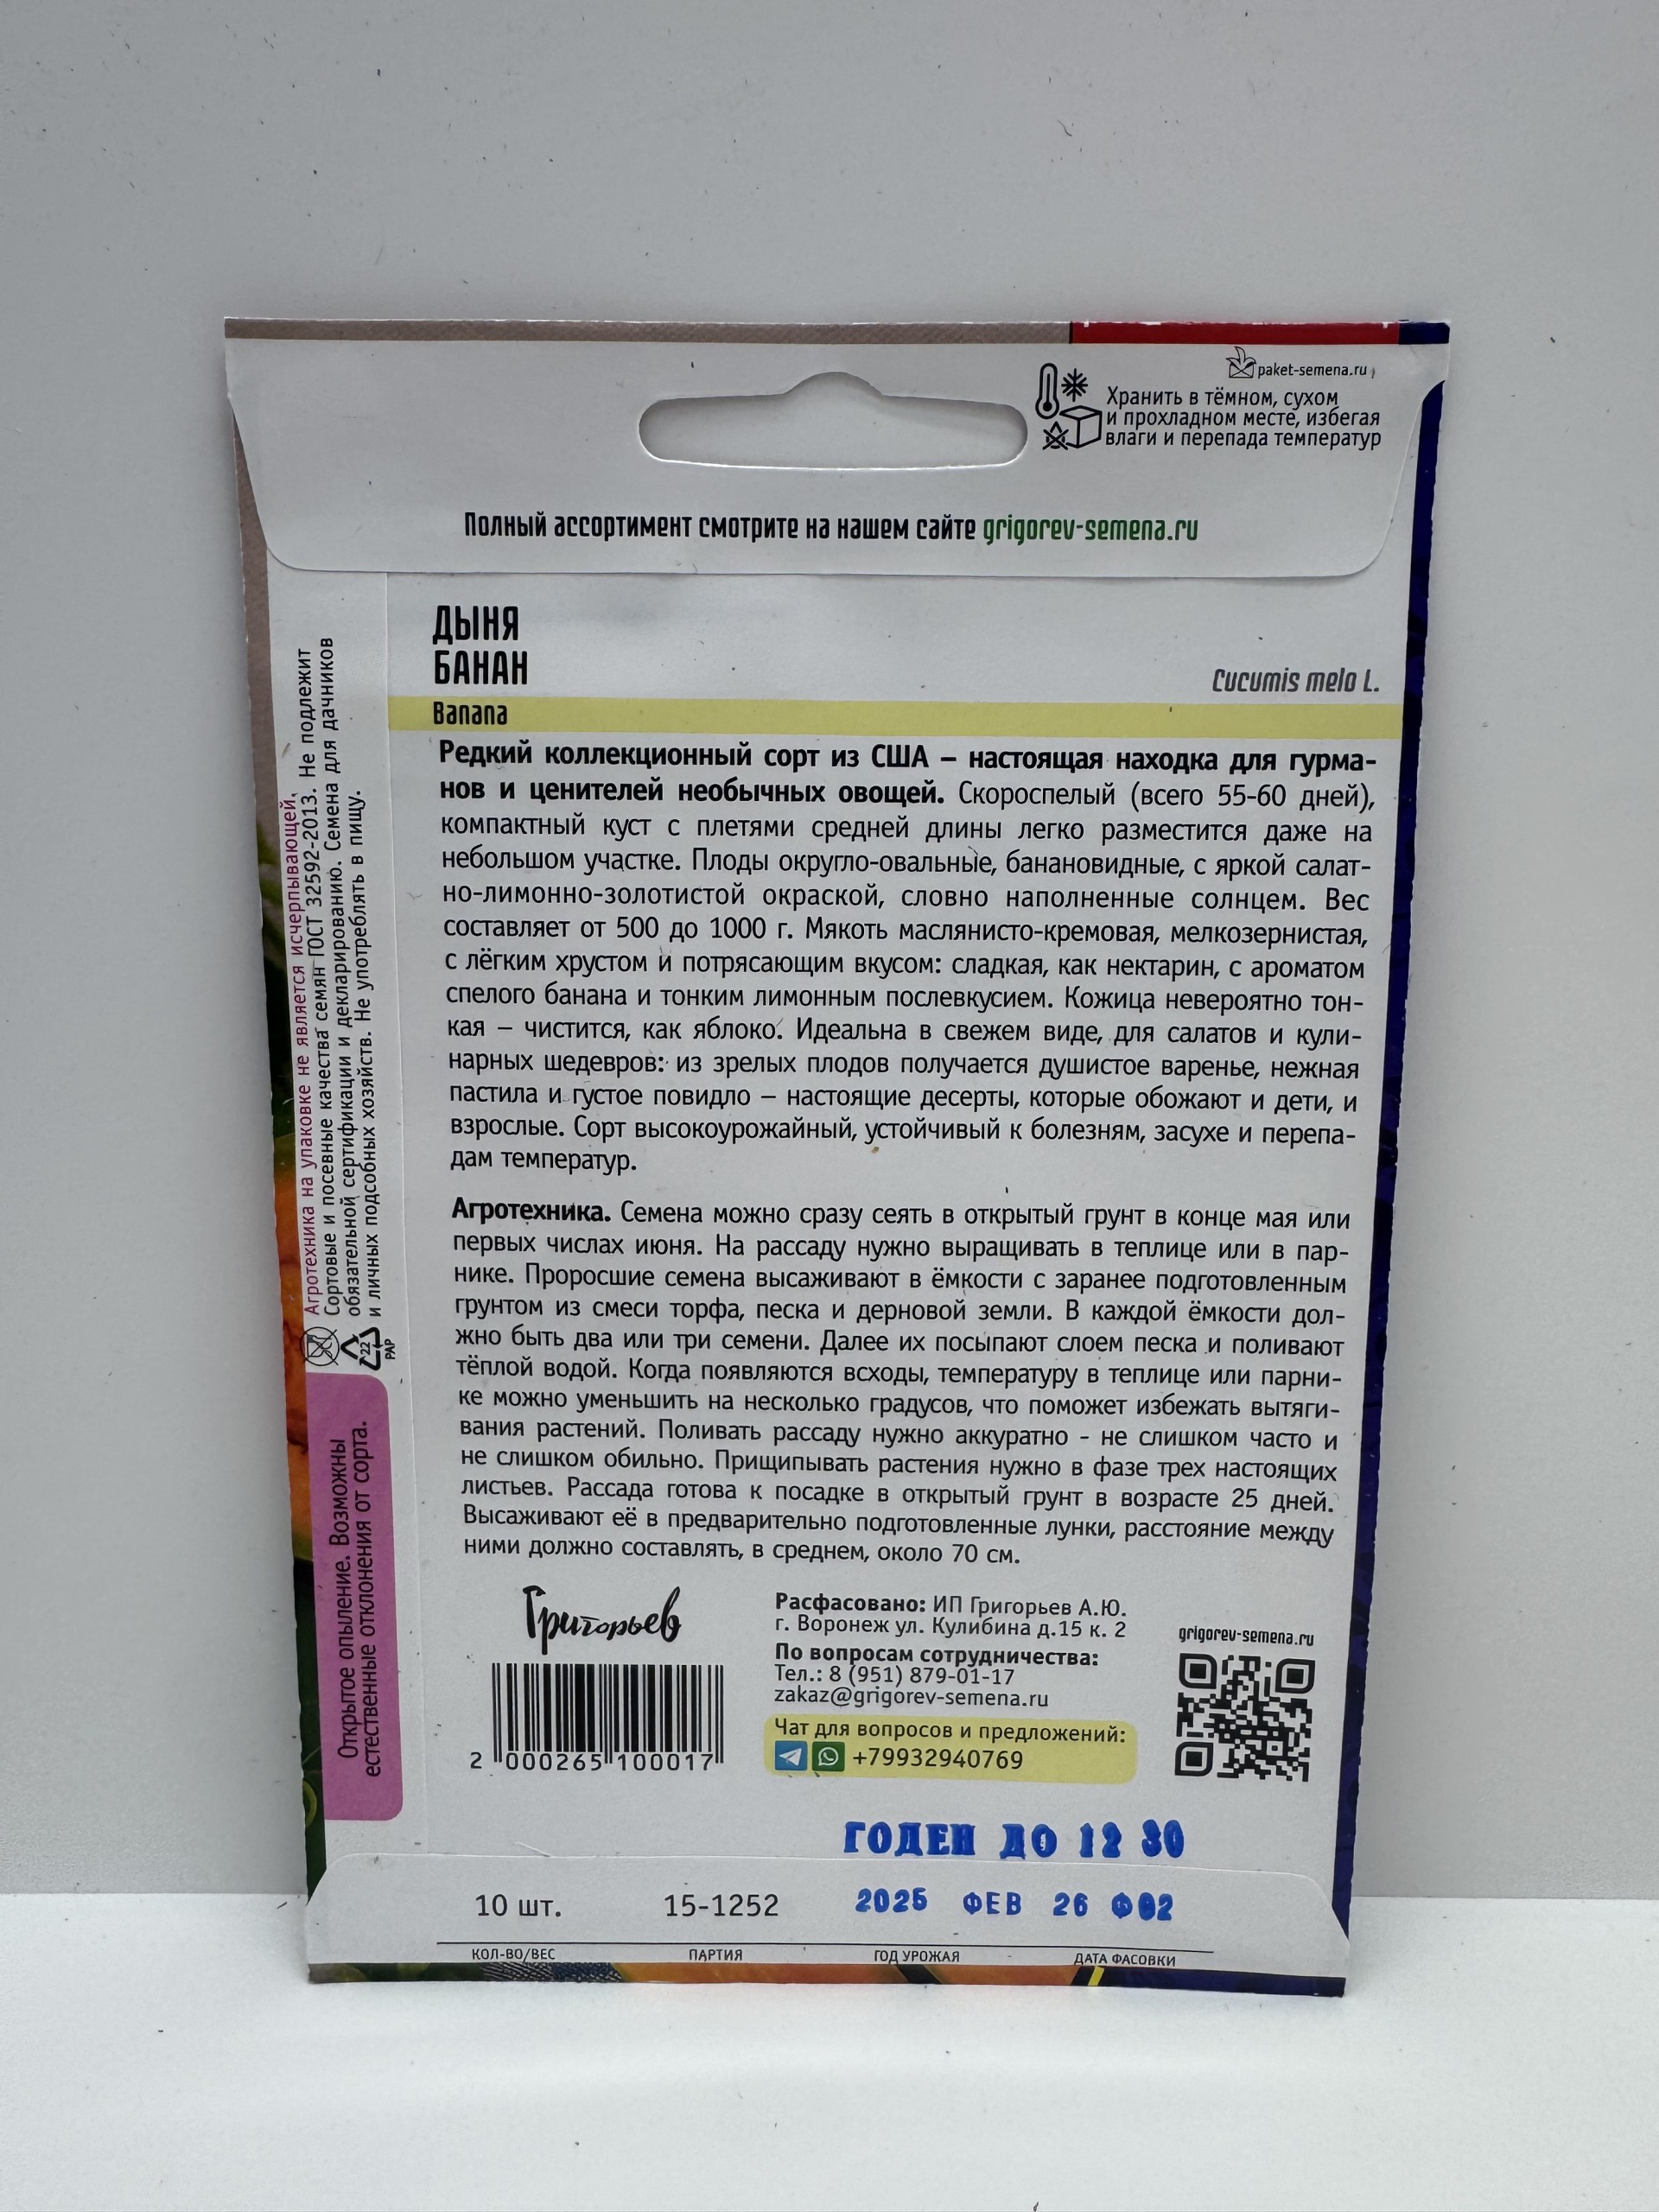 paket-semena.ru
Хранить в тёмном, сухом
и прохладном месте, избегая
влаги и перепада температур
Полный ассортимент смотрите на нашем сайте grigorev-semena.ru
ДЫНЯ
БАНАН
Cucumis melo L.
Banana
Редкий коллекционный сорт из США – настоящая находка для гурма-
нов и ценителей необычных овощей. Скороспелый (всего 55-60 дней),
компактный куст с плетями средней длины легко разместится даже на
небольшом участке. Плоды округло-овальные, банановидные, с яркой салат-
но-лимонно-золотистой окраской, словно наполненные солнцем. Вес
составляет от 500 до 1000 г. Мякоть маслянисто-кремовая, мелкозернистая,
с лёгким хрустом и потрясающим вкусом: сладкая, как нектарин, с ароматом
спелого банана и тонким лимонным послевкусием. Кожица невероятно тон-
кая – чистится, как яблоко. Идеальна в свежем виде, для салатов и кули-
нарных шедевров: из зрелых плодов получается душистое варенье, нежная
пастила и густое повидло – настоящие десерты, которые обожают и дети, и
взрослые. Сорт высокоурожайный, устойчивый к болезням, засухе и перепа-
дам температур.
Агротехника. Семена можно сразу сеять в открытый грунт в конце мая или
первых числах июня. На рассаду нужно выращивать в теплице или в пар-
нике. Проросшие семена высаживают в ёмкости с заранее подготовленным
грунтом из смеси торфа, песка и дерновой земли. В каждой ёмкости дол-
жно быть два или три семени. Далее их посыпают слоем песка и поливают
тёплой водой. Когда появляются всходы, температуру в теплице или парни-
ке можно уменьшить на несколько градусов, что поможет избежать вытяги-
вания растений. Поливать рассаду нужно аккуратно - не слишком часто и
не слишком обильно. Прищипывать растения нужно в фазе трех настоящих
листьев. Рассада готова к посадке в открытый грунт в возрасте 25 дней.
Высаживают её в предварительно подготовленные лунки, расстояние между
ними должно составлять, в среднем, около 70 см.
Агротехника на упаковке не является исчерпывающей.
Сортовые и посевные качества семян ГОСТ 32592-2013. Не подлежит
обязательной сертификации и декларированию. Семена для дачников
и личных подсобных хозяйств. Не употреблять в пищу.
22
PAP
Открытое опыление. Возможны
естественные отклонения от сорта.
Григорьев
2 000265 100017
Расфасовано: ИП Григорьев А.Ю.
г. Воронеж ул. Кулибина д.15 к. 2
По вопросам сотрудничества:
Тел.: 8 (951) 879-01-17
zakaz@grigorev-semena.ru
Чат для вопросов и предложений:
+79932940769
grigorev-semena.ru
ГОДЕН ДО 12 30
10 шт. 15-1252 2025 ФЕВ 26 Ф02
КОЛ-ВО/ВЕС ПАРТИЯ ГОД УРОЖАЯ ДАТА ФАСОВКИ